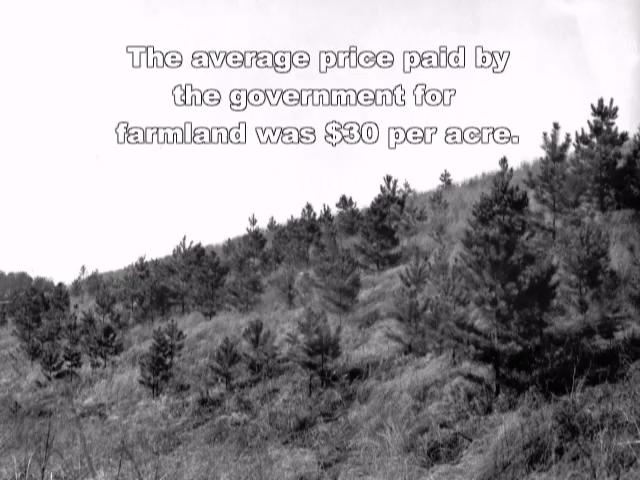 The average price paid by
the government for
farmland was $30 per acre.